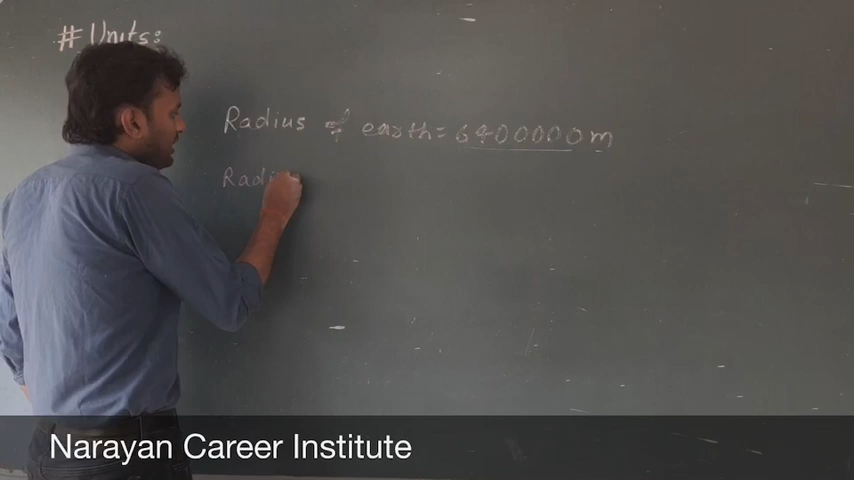 # Units:
Radius of earth = 6400000 m
Radi
Narayan Career Institute